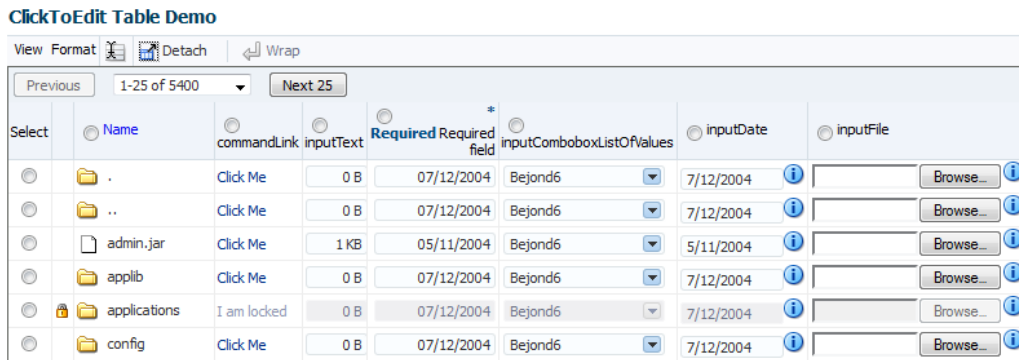 ClickToEdit Table Demo
View Format Detach Wrap
Previous 1-25 of 5400 Next 25
Select Name commandLink inputText * Required Required field inputComboboxListOfValues inputDate inputFile
. Click Me 0 B 07/12/2004 Bejond6 7/12/2004 Browse...
.. Click Me 0 B 07/12/2004 Bejond6 7/12/2004 Browse...
admin.jar Click Me 1 KB 05/11/2004 Bejond6 5/11/2004 Browse...
applib Click Me 0 B 07/12/2004 Bejond6 7/12/2004 Browse...
applications I am locked 0 B 07/12/2004 Bejond6 7/12/2004 Browse...
config Click Me 0 B 07/12/2004 Bejond6 7/12/2004 Browse...